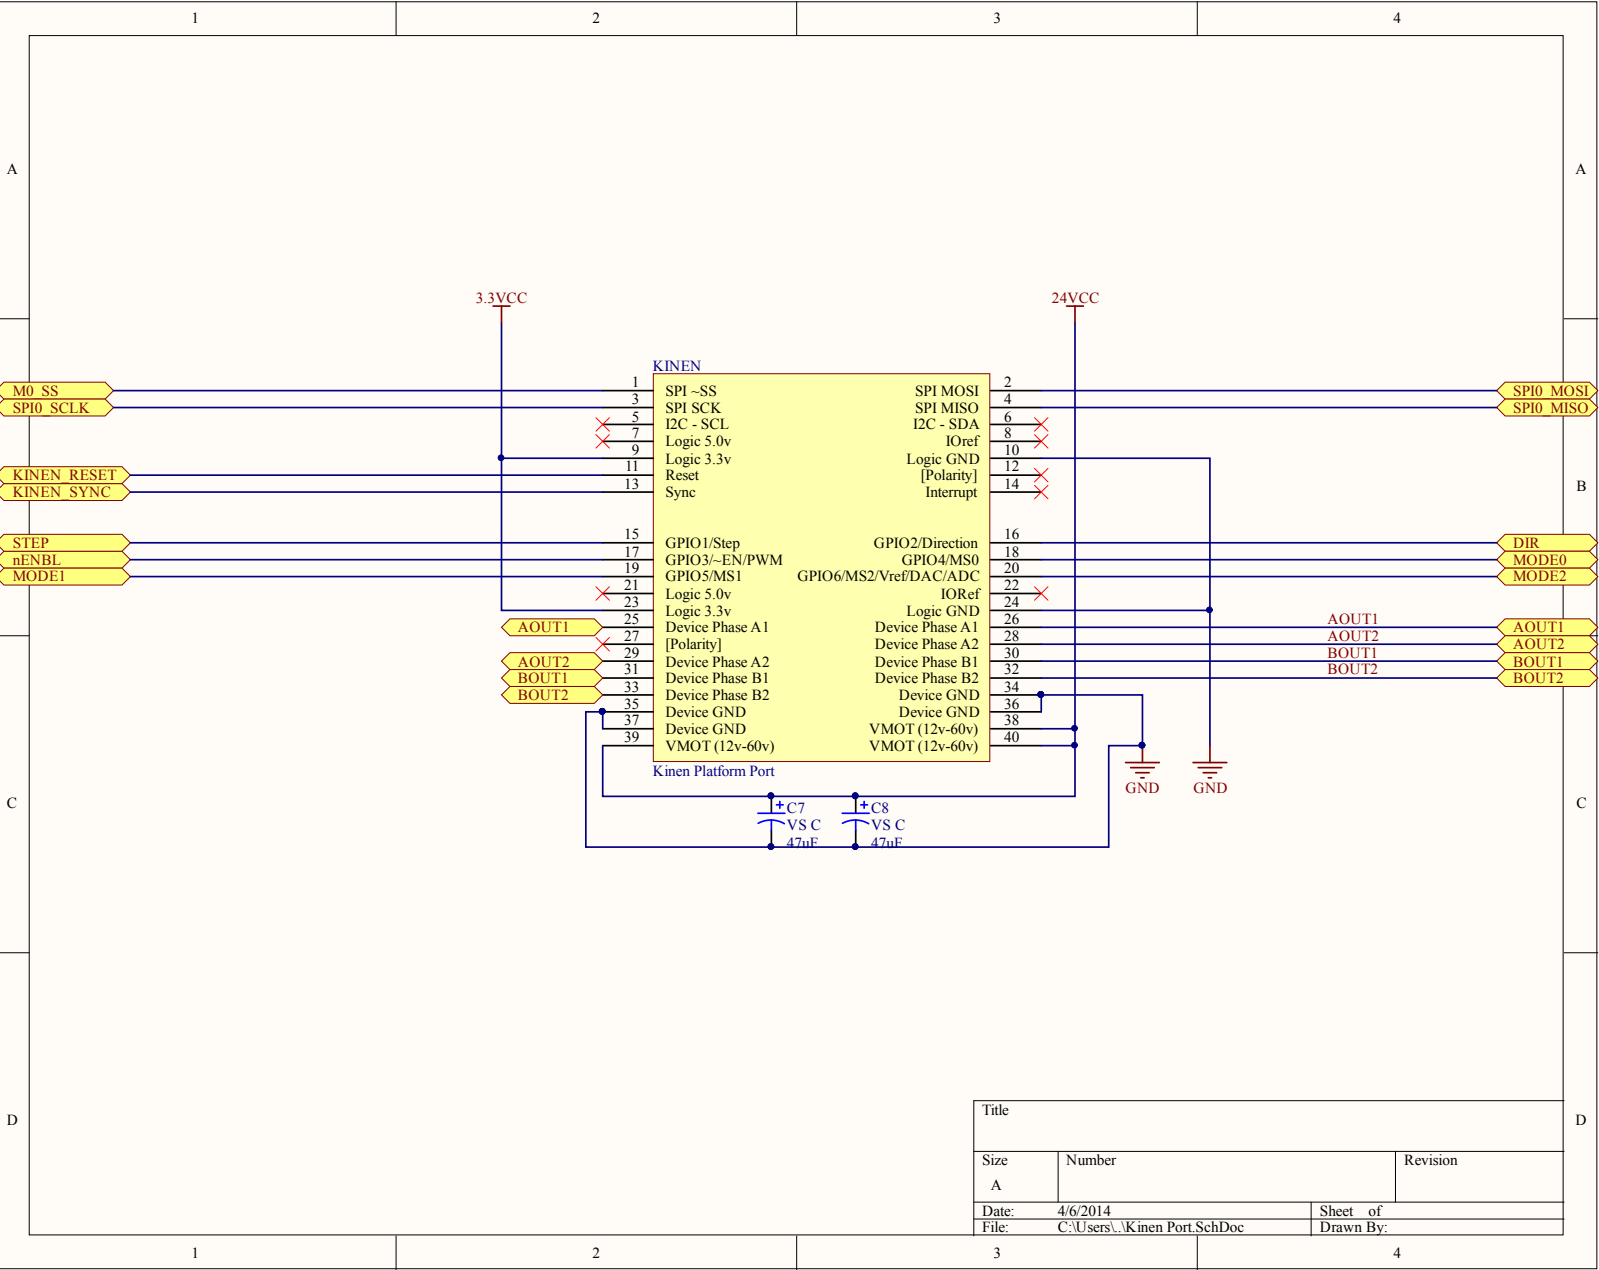 1 2 3 4
A A
3.3VCC 24VCC
KINEN
M0_SS 1 SPI ~SS SPI MOSI 2 SPI0_MOSI
SPI0_SCLK 3 SPI SCK SPI MISO 4 SPI0_MISO
5 I2C - SCL I2C - SDA 6
7 Logic 5.0v IOref 8
9 Logic 3.3v Logic GND 10
KINEN_RESET 11 Reset [Polarity] 12
KINEN_SYNC 13 Sync Interrupt 14
B B
STEP 15 GPIO1/Step GPIO2/Direction 16 DIR
nENBL 17 GPIO3/~EN/PWM GPIO4/MS0 18 MODE0
MODE1 19 GPIO5/MS1 GPIO6/MS2/Vref/DAC/ADC 20 MODE2
21 Logic 5.0v IORef 22
23 Logic 3.3v Logic GND 24
AOUT1 25 Device Phase A1 Device Phase A1 26 AOUT1 AOUT1
27 [Polarity] Device Phase A2 28 AOUT2 AOUT2
AOUT2 29 Device Phase A2 Device Phase B1 30 BOUT1 BOUT1
BOUT1 31 Device Phase B1 Device Phase B2 32 BOUT2 BOUT2
BOUT2 33 Device Phase B2 Device GND 34
35 Device GND Device GND 36
37 Device GND VMOT (12v-60v) 38
39 VMOT (12v-60v) VMOT (12v-60v) 40
Kinen Platform Port
GND GND
C C
+ C7 + C8
VS C VS C
47uF 47uF
D D
Title
Size Number Revision
A
Date: 4/6/2014 Sheet of
File: C:\Users\..\Kinen Port.SchDoc Drawn By:
1 2 3 4